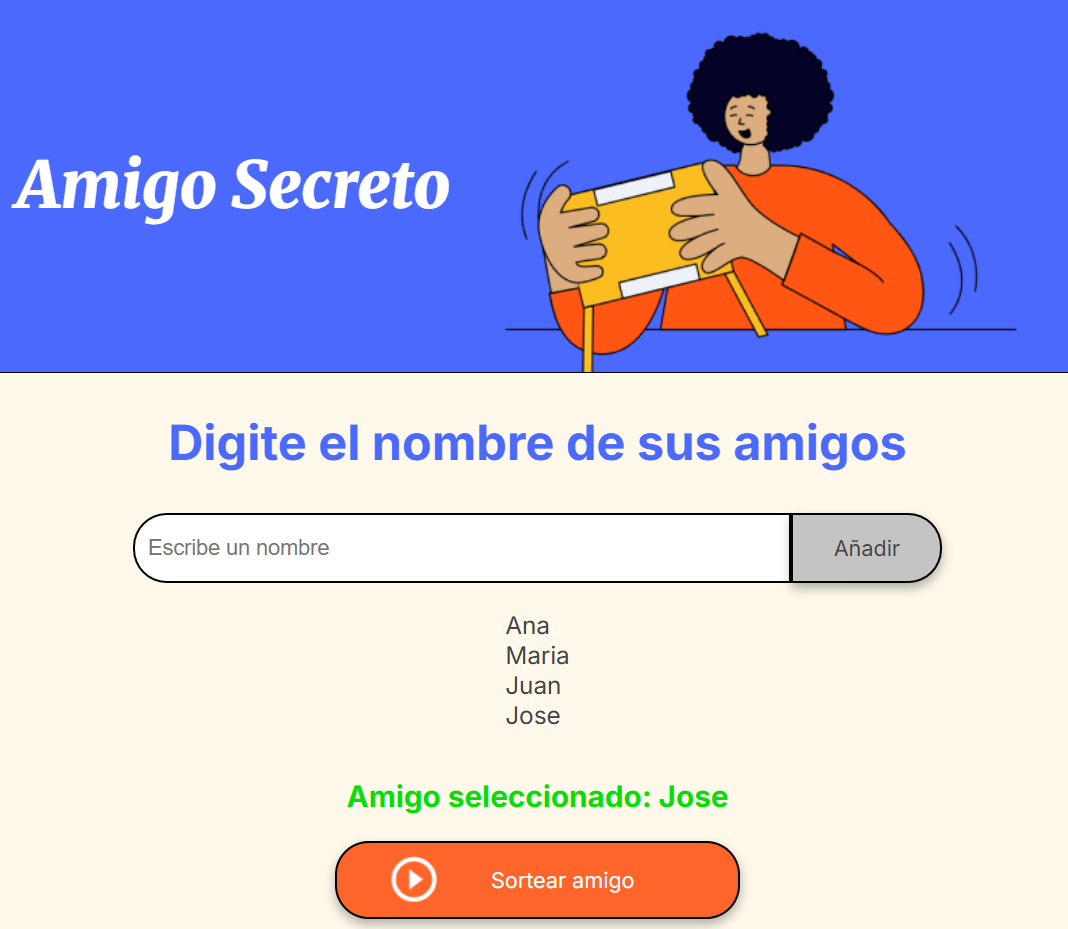 Amigo Secreto
Digite el nombre de sus amigos
Escribe un nombre
Añadir
Ana
Maria
Juan
Jose
Amigo seleccionado: Jose
Sortear amigo